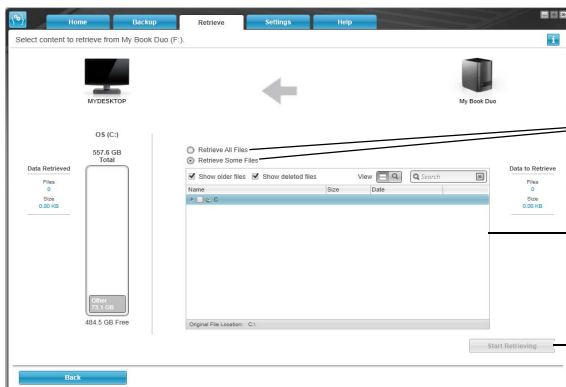 Home Backup Retrieve Settings Help
Select content to retrieve from My Book Duo (F:).
MYDESKTOP
My Book Duo
OS (C:)
557.6 GB
Total
Data Retrieved
Files
0
Size
0.00 KB
Other
73.1 GB
484.5 GB Free
Retrieve All Files
Retrieve Some Files
Show older files Show deleted files View Search
Name Size Date
C
Original File Location: C:\
Data to Retrieve
Files
0
Size
0.00 KB
Start Retrieving
Back